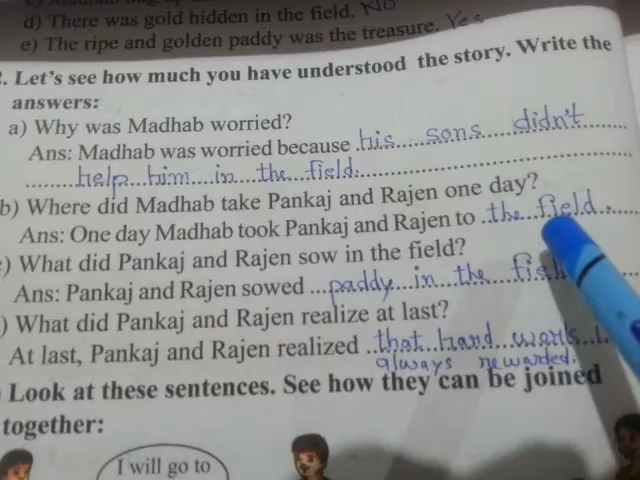 d) There was gold hidden in the field. No
e) The ripe and golden paddy was the treasure. Yes
. Let's see how much you have understood the story. Write the
answers:
a) Why was Madhab worried?
Ans: Madhab was worried because his sons didn't
help him in the field.
b) Where did Madhab take Pankaj and Rajen one day?
Ans: One day Madhab took Pankaj and Rajen to the field.
) What did Pankaj and Rajen sow in the field?
Ans: Pankaj and Rajen sowed paddy in the
) What did Pankaj and Rajen realize at last?
At last, Pankaj and Rajen realized that hard work
always rewarded.
Look at these sentences. See how they can be joined
together:
I will go to